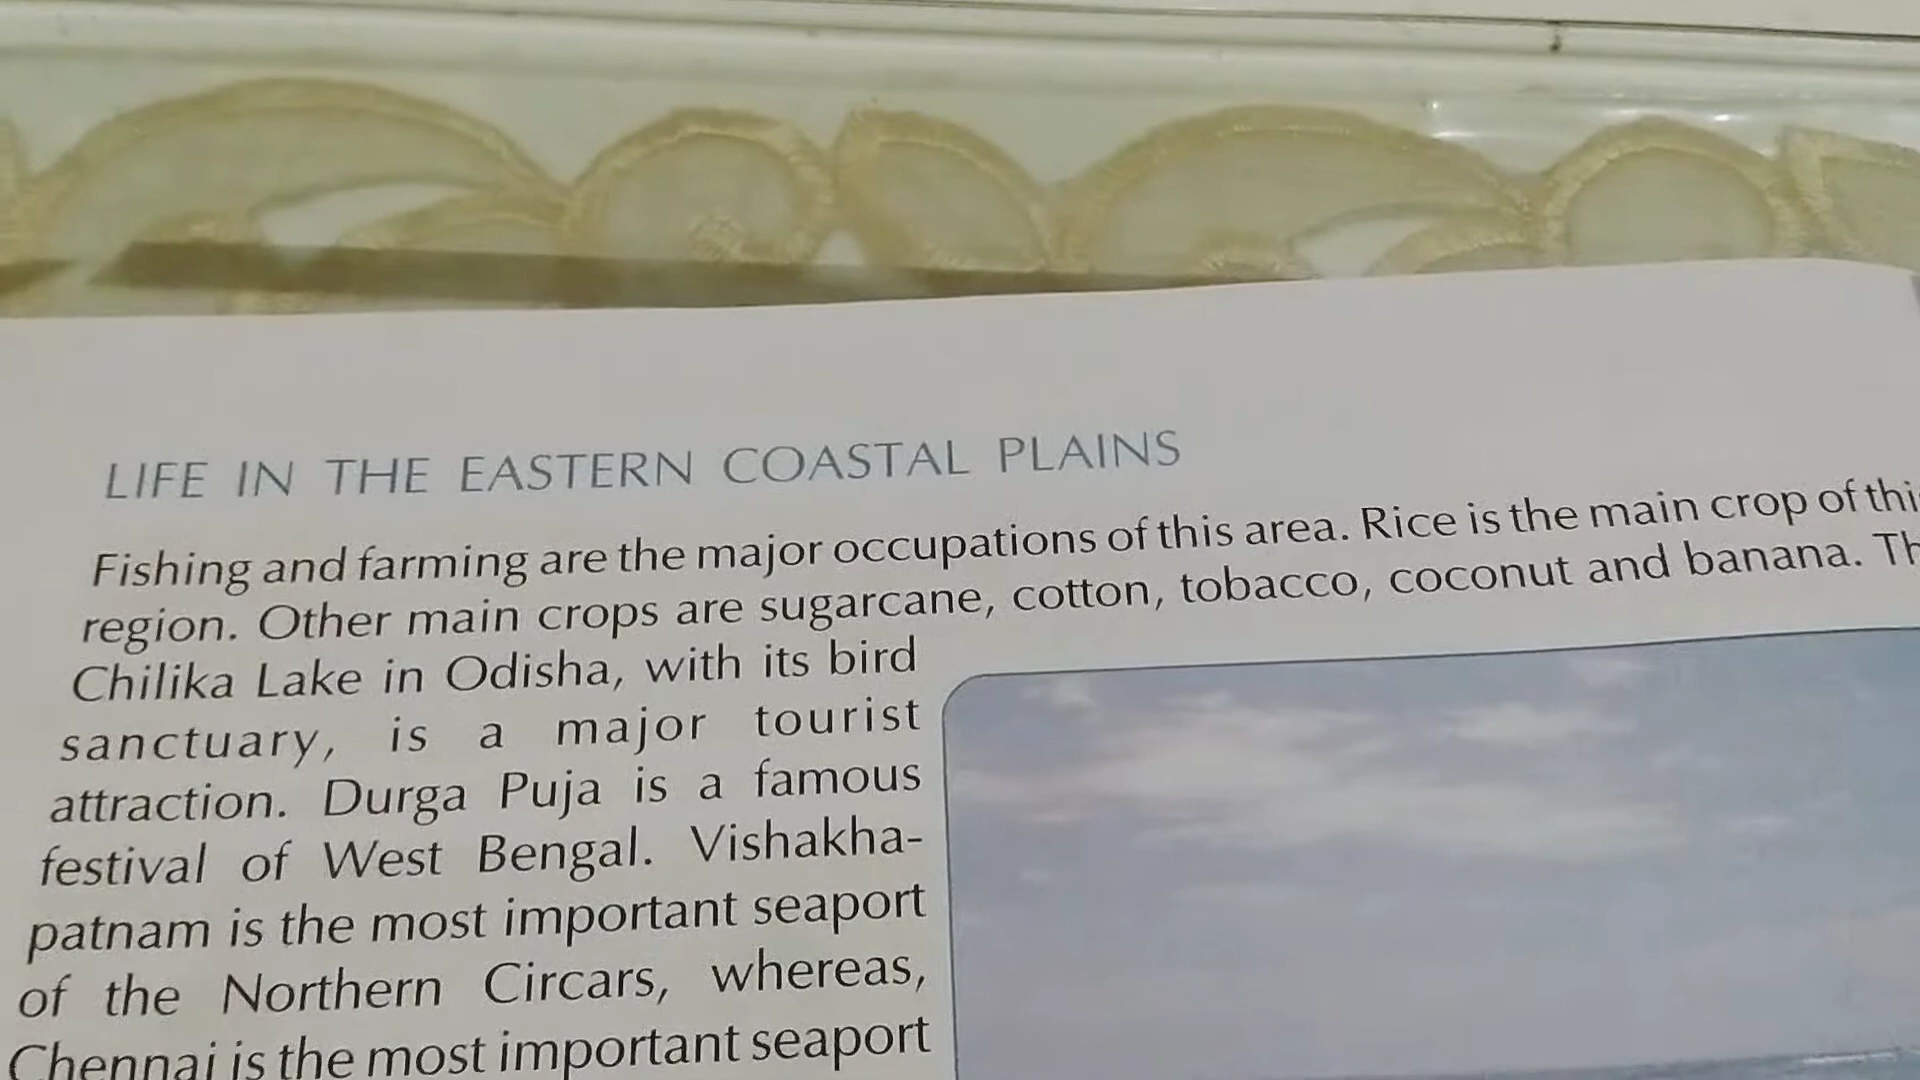 LIFE IN THE EASTERN COASTAL PLAINS
Fishing and farming are the major occupations of this area. Rice is the main crop of
region. Other main crops are sugarcane, cotton, tobacco, coconut and banana.
Chilika Lake in Odisha, with its bird
sanctuary, is a major tourist
attraction. Durga Puja is a famous
festival of West Bengal. Vishakha-
patnam is the most important seaport
of the Northern Circars, whereas,
Chennai is the most important seaport